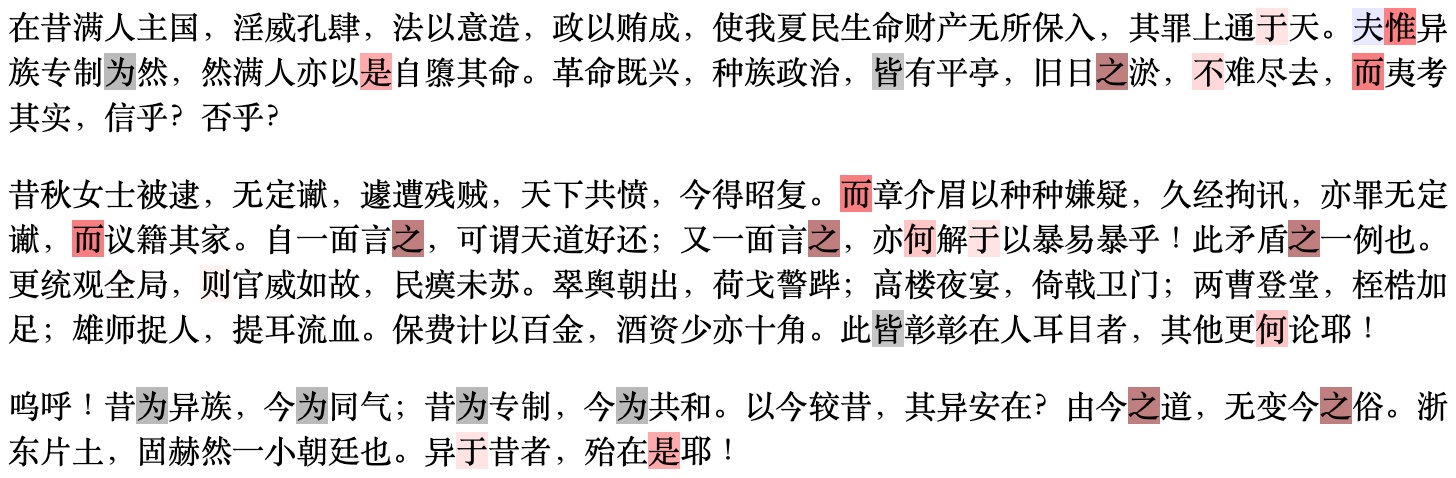 在昔满人主国，淫威孔肆，法以意造，政以贿成，使我夏民生命财产无所保入，其罪上通于天。夫惟异
族专制为然，然满人亦以是自隳其命。革命既兴，种族政治，皆有平亭，旧日之淤，不难尽去，而夷考
其实，信乎？否乎？
昔秋女士被逮，无定谳，遽遭残贼，天下共愤，今得昭复。而章介眉以种种嫌疑，久经拘讯，亦罪无定
谳，而议籍其家。自一面言之，可谓天道好还；又一面言之，亦何解于以暴易暴乎！此矛盾之一例也。
更统观全局，则官威如故，民瘼未苏。翠舆朝出，荷戈警跸；高楼夜宴，倚戟卫门；两曹登堂，桎梏加
足；雄师捉人，提耳流血。保费计以百金，酒资少亦十角。此皆彰彰在人耳目者，其他更何论耶！
呜呼！昔为异族，今为同气；昔为专制，今为共和。以今较昔，其异安在？由今之道，无变今之俗。浙
东片土，固赫然一小朝廷也。异于昔者，殆在是耶！